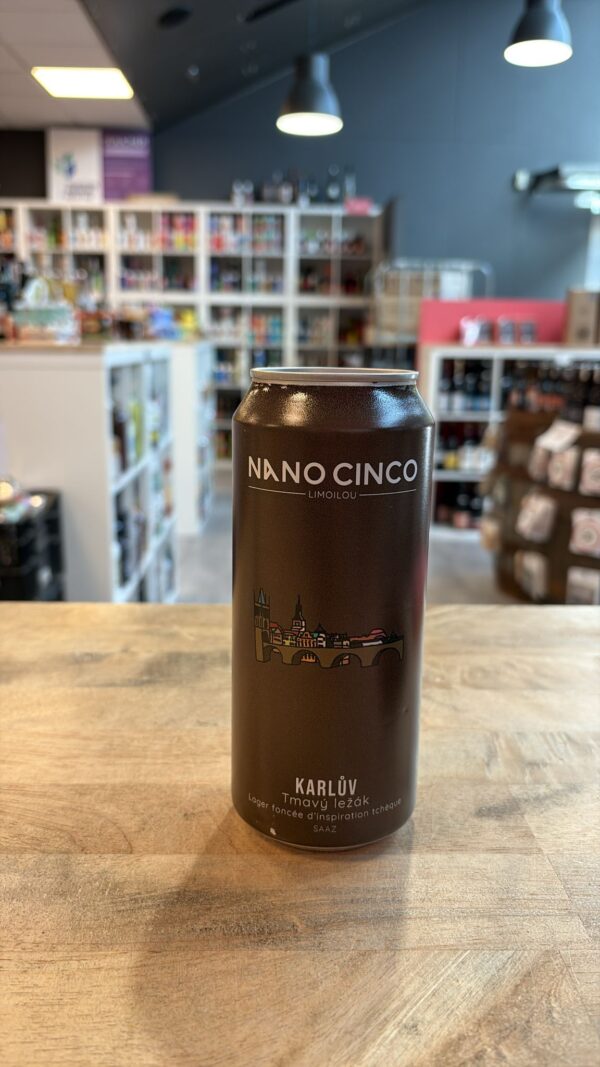 NANO CINCO
LIMOILOU
KARLŮV
Tmavý ležák
Lager foncée d'inspiration tchèque
SAAZ